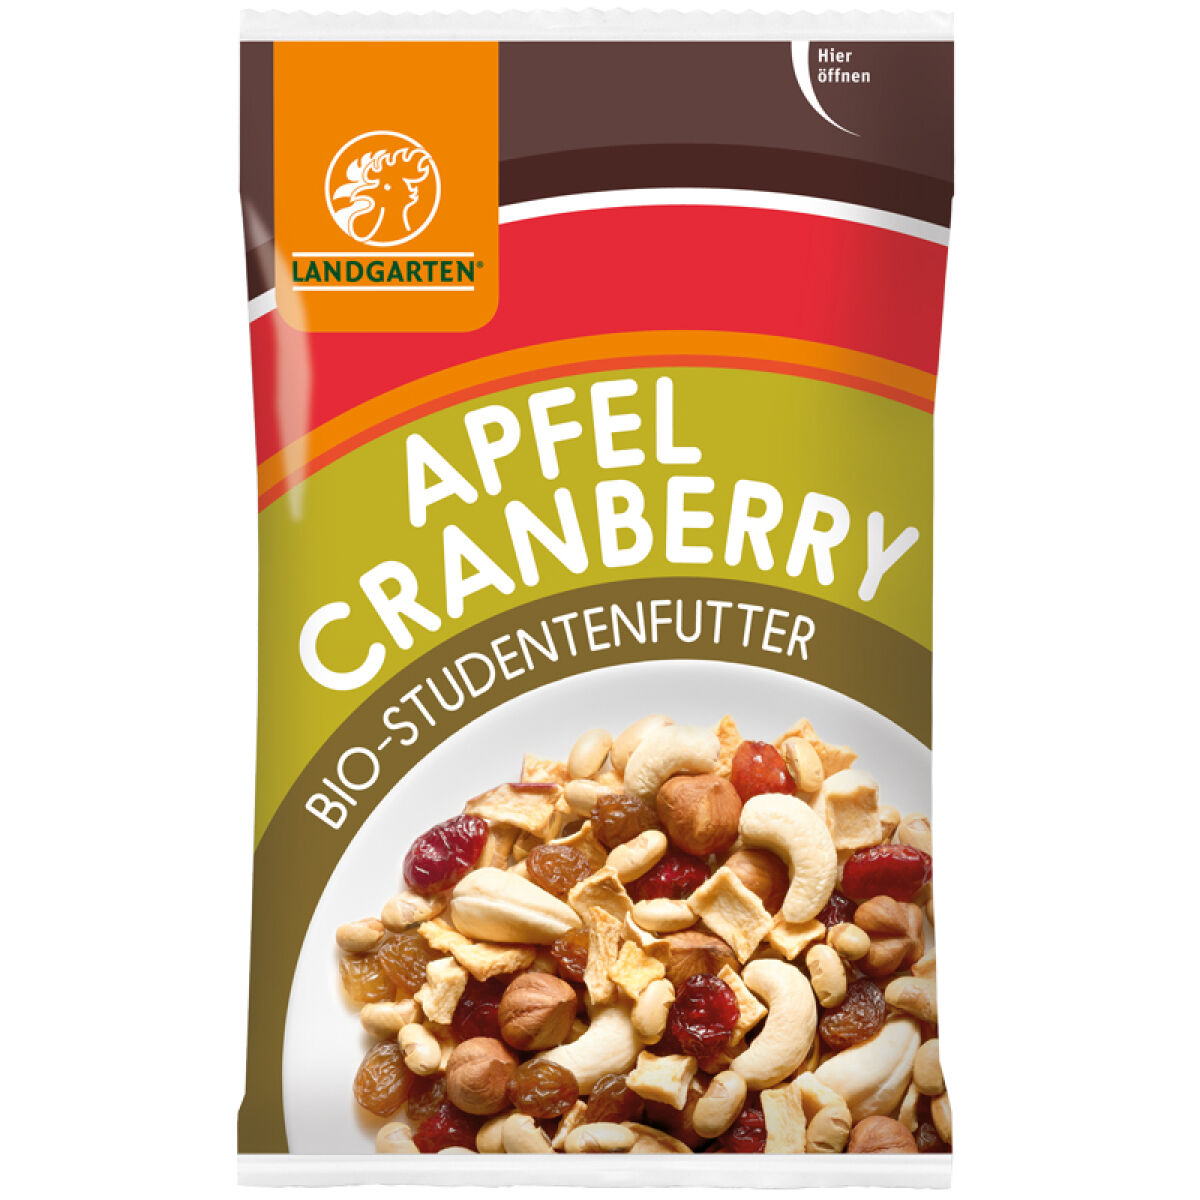 Hier
öffnen
LANDGARTEN®
APFEL
CRANBERRY
BIO-STUDENTENFUTTER